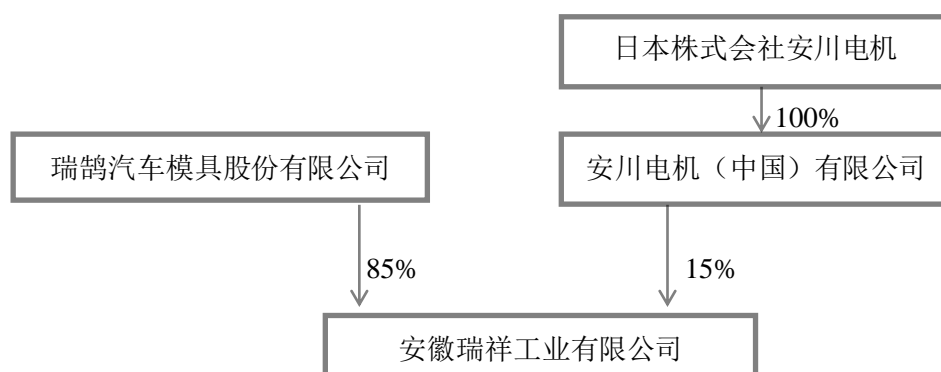 日本株式会社安川电机
100%
瑞鹄汽车模具股份有限公司
安川电机（中国）有限公司
85%
15%
安徽瑞祥工业有限公司